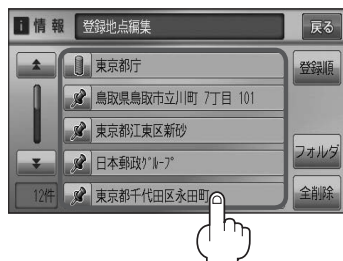 i 情報 登録地点編集 戻る
東京都庁 登録順
鳥取県鳥取市立川町 7丁目 101
東京都江東区新砂
日本郵政ｸﾞﾙｰﾌﾟ フォルダ
12件 東京都千代田区永田町 全削除